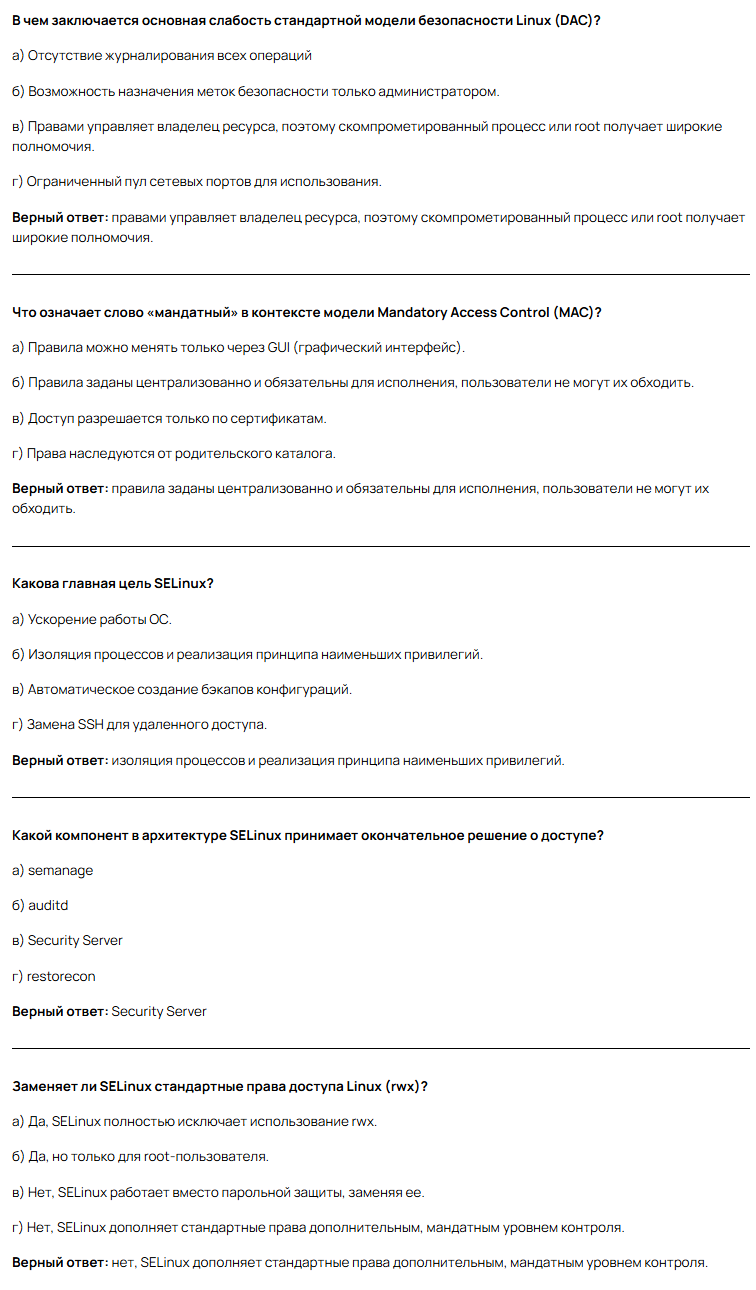 В чем заключается основная слабость стандартной модели безопасности Linux (DAC)?
а) Отсутствие журналирования всех операций
б) Возможность назначения меток безопасности только администратором.
в) Правами управляет владелец ресурса, поэтому скомпрометированный процесс или root получает широкие
полномочия.
г) Ограниченный пул сетевых портов для использования.
Верный ответ: правами управляет владелец ресурса, поэтому скомпрометированный процесс или root получает
широкие полномочия.
Что означает слово «мандатный» в контексте модели Mandatory Access Control (MAC)?
а) Правила можно менять только через GUI (графический интерфейс).
б) Правила заданы централизованно и обязательны для исполнения, пользователи не могут их обходить.
в) Доступ разрешается только по сертификатам.
г) Права наследуются от родительского каталога.
Верный ответ: правила заданы централизованно и обязательны для исполнения, пользователи не могут их
обходить.
Какова главная цель SELinux?
а) Ускорение работы ОС.
б) Изоляция процессов и реализация принципа наименьших привилегий.
в) Автоматическое создание бэкапов конфигураций.
г) Замена SSH для удаленного доступа.
Верный ответ: изоляция процессов и реализация принципа наименьших привилегий.
Какой компонент в архитектуре SELinux принимает окончательное решение о доступе?
а) semanage
б) auditd
в) Security Server
г) restorecon
Верный ответ: Security Server
Заменяет ли SELinux стандартные права доступа Linux (rwx)?
а) Да, SELinux полностью исключает использование rwx.
б) Да, но только для root-пользователя.
в) Нет, SELinux работает вместо парольной защиты, заменяя ее.
г) Нет, SELinux дополняет стандартные права дополнительным, мандатным уровнем контроля.
Верный ответ: нет, SELinux дополняет стандартные права дополнительным, мандатным уровнем контроля.